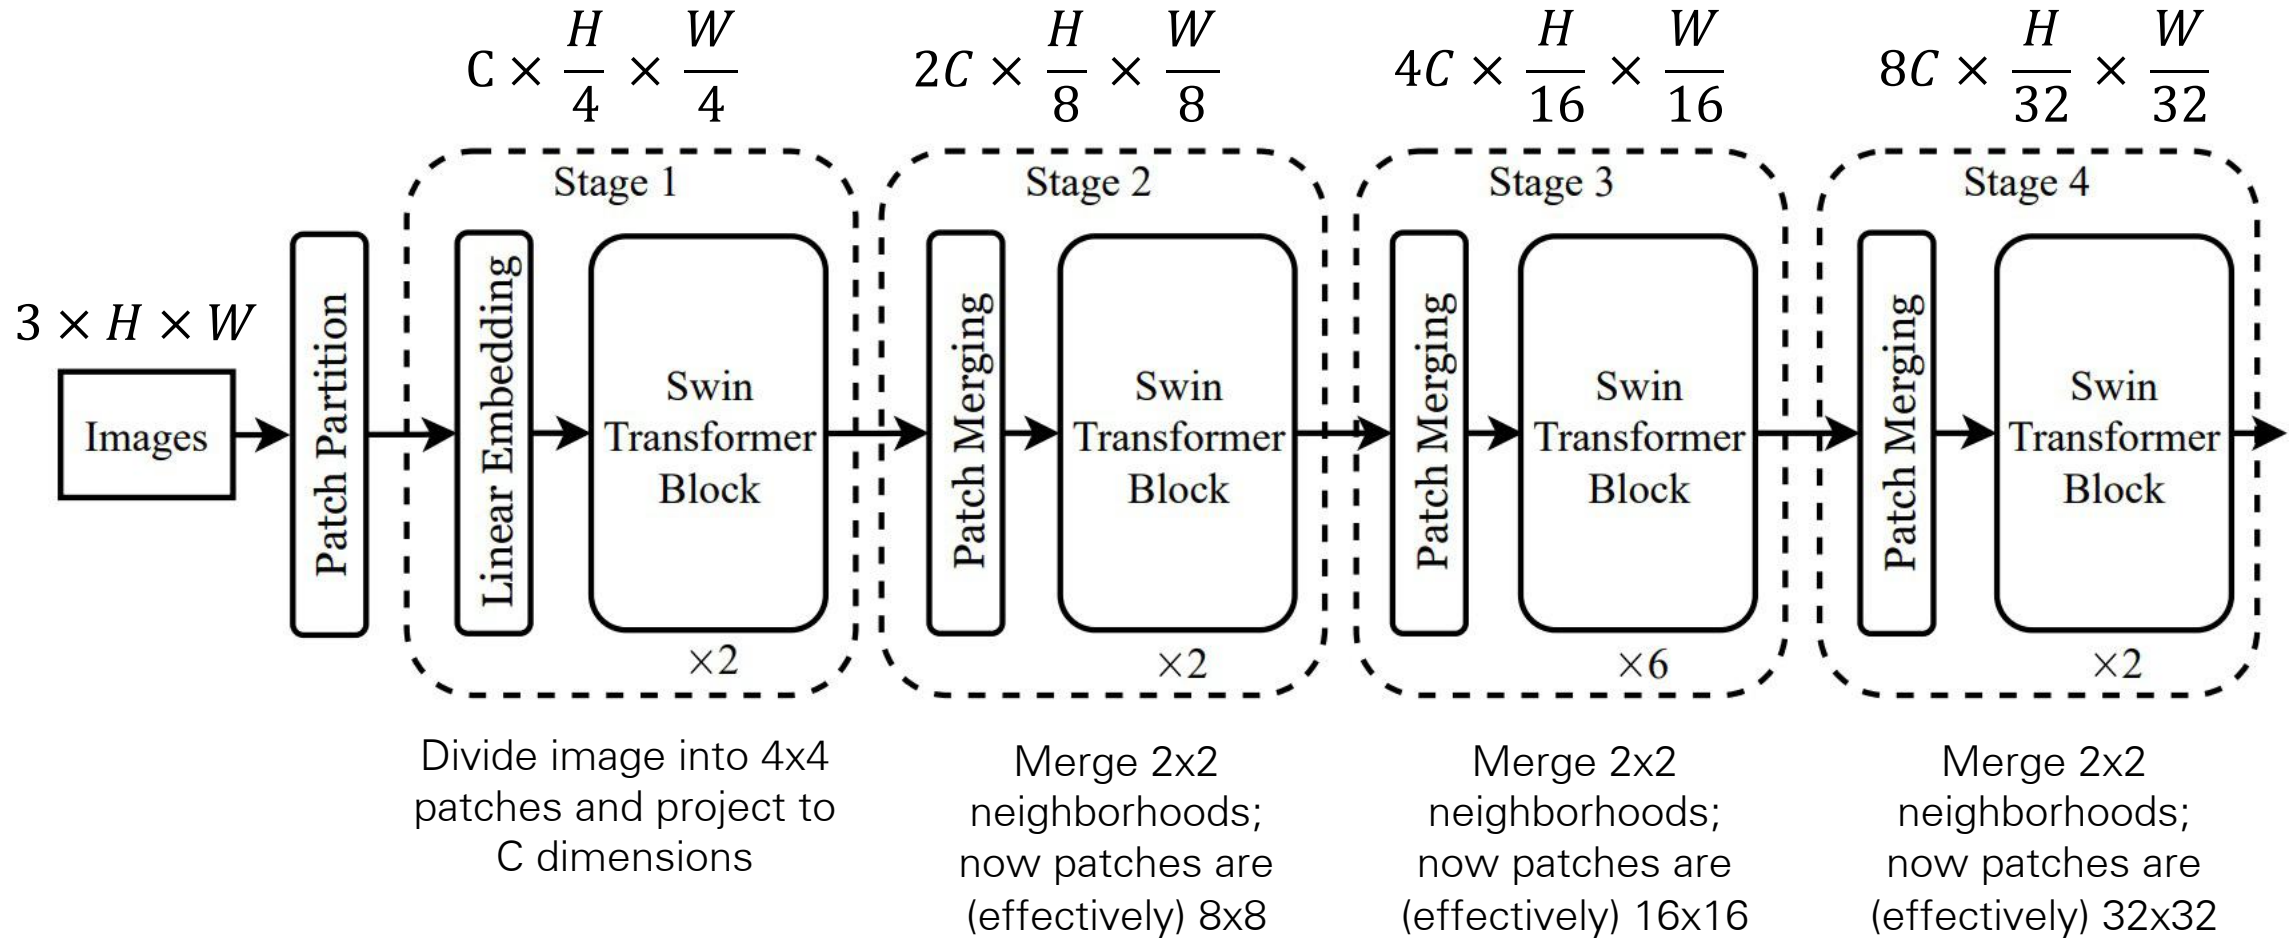 C × H/4 × W/4
2C × H/8 × W/8
4C × H/16 × W/16
8C × H/32 × W/32
3 × H × W
Images
Patch Partition
Stage 1
Linear Embedding
Swin
Transformer
Block
×2
Stage 2
Patch Merging
Swin
Transformer
Block
×2
Stage 3
Patch Merging
Swin
Transformer
Block
×6
Stage 4
Patch Merging
Swin
Transformer
Block
×2
Divide image into 4x4
patches and project to
C dimensions
Merge 2x2
neighborhoods;
now patches are
(effectively) 8x8
Merge 2x2
neighborhoods;
now patches are
(effectively) 16x16
Merge 2x2
neighborhoods;
now patches are
(effectively) 32x32